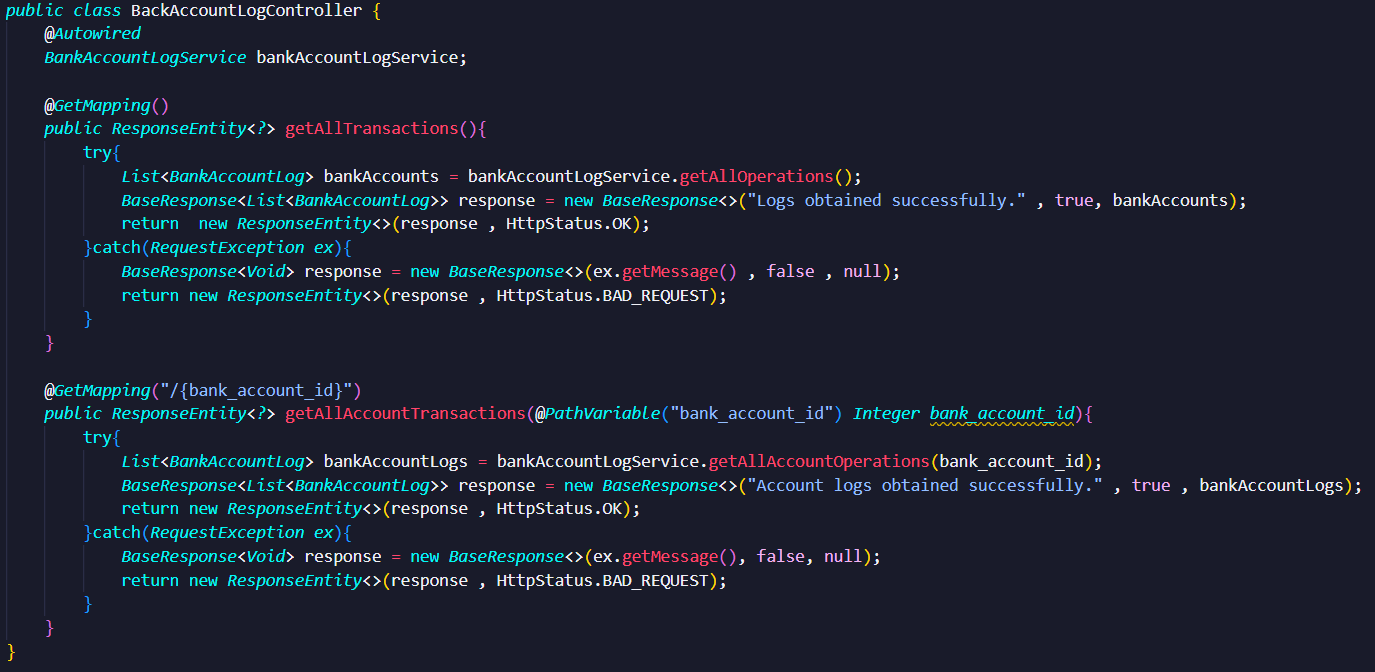 public class BackAccountLogController {
    @Autowired
    BankAccountLogService bankAccountLogService;
    @GetMapping()
    public ResponseEntity<?> getAllTransactions(){
        try{
            List<BankAccountLog> bankAccounts = bankAccountLogService.getAllOperations();
            BaseResponse<List<BankAccountLog>> response = new BaseResponse<>("Logs obtained successfully." , true, bankAccounts);
            return  new ResponseEntity<>(response , HttpStatus.OK);
        }catch(RequestException ex){
            BaseResponse<Void> response = new BaseResponse<>(ex.getMessage() , false , null);
            return new ResponseEntity<>(response , HttpStatus.BAD_REQUEST);
        }
    }
    @GetMapping("/{bank_account_id}")
    public ResponseEntity<?> getAllAccountTransactions(@PathVariable("bank_account_id") Integer bank_account_id){
        try{
            List<BankAccountLog> bankAccountLogs = bankAccountLogService.getAllAccountOperations(bank_account_id);
            BaseResponse<List<BankAccountLog>> response = new BaseResponse<>("Account logs obtained successfully." , true , bankAccountLogs);
            return new ResponseEntity<>(response , HttpStatus.OK);
        }catch(RequestException ex){
            BaseResponse<Void> response = new BaseResponse<>(ex.getMessage(), false, null);
            return new ResponseEntity<>(response , HttpStatus.BAD_REQUEST);
        }
    }
}